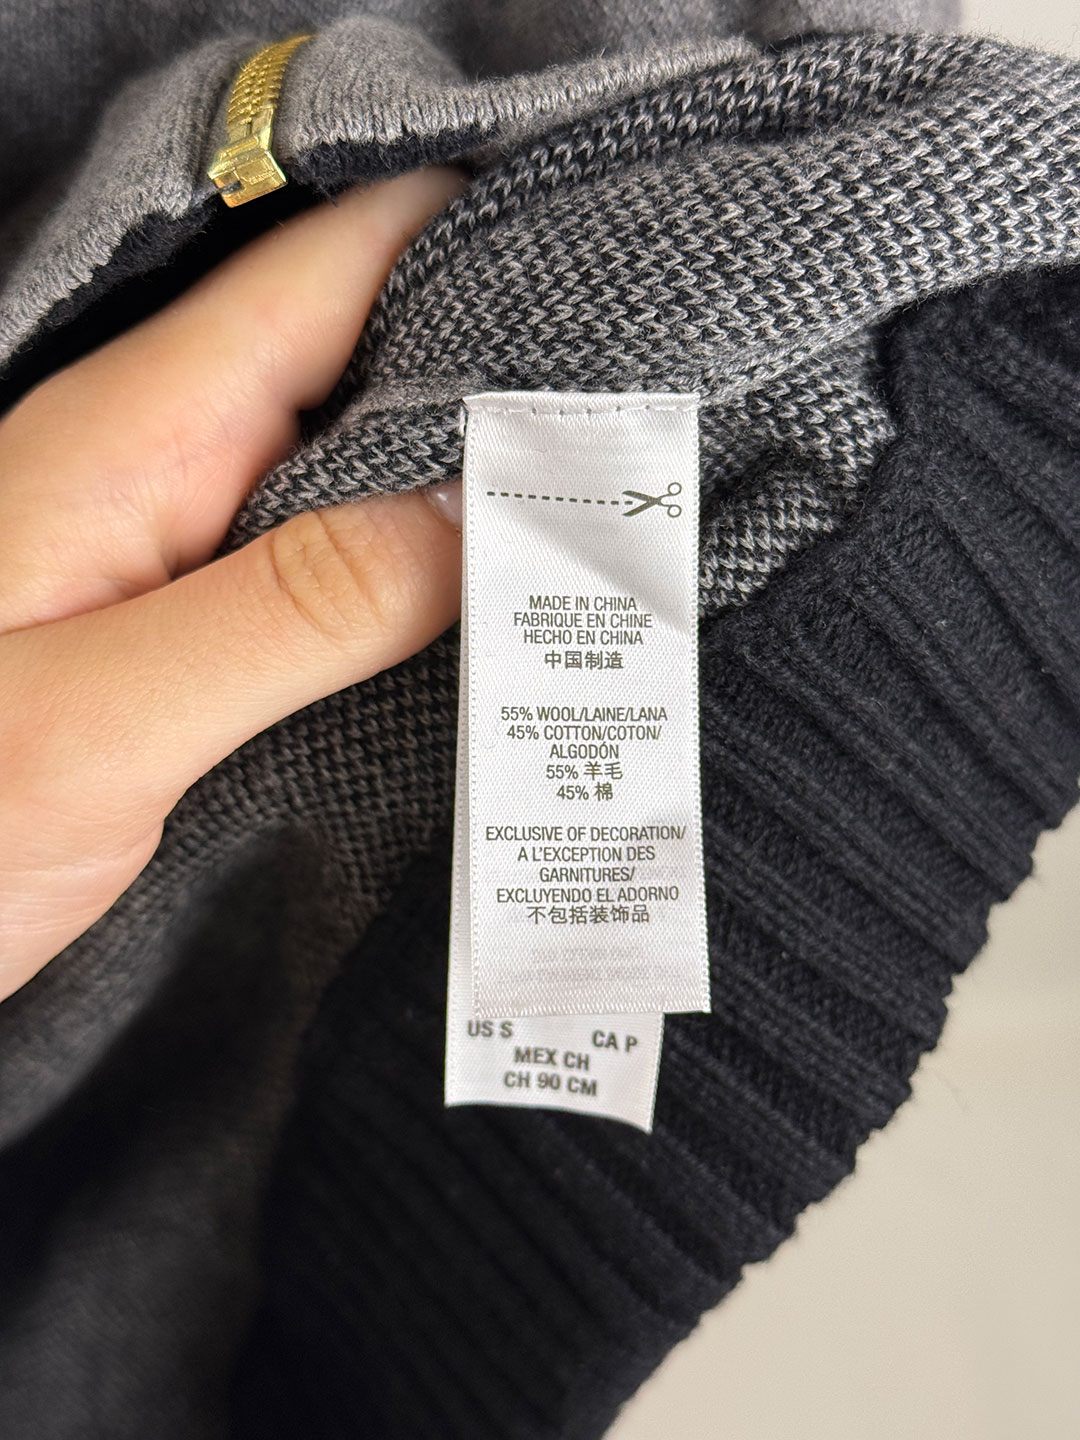 MADE IN CHINA
FABRIQUE EN CHINE
HECHO EN CHINA
中国制造
55% WOOL/LAINE/LANA
45% COTTON/COTON/
ALGODÓN
55% 羊毛
45% 棉
EXCLUSIVE OF DECORATION/
A L'EXCEPTION DES
GARNITURES/
EXCLUYENDO EL ADORNO
不包括装饰品
US S CA P
MEX CH
CH 90 CM